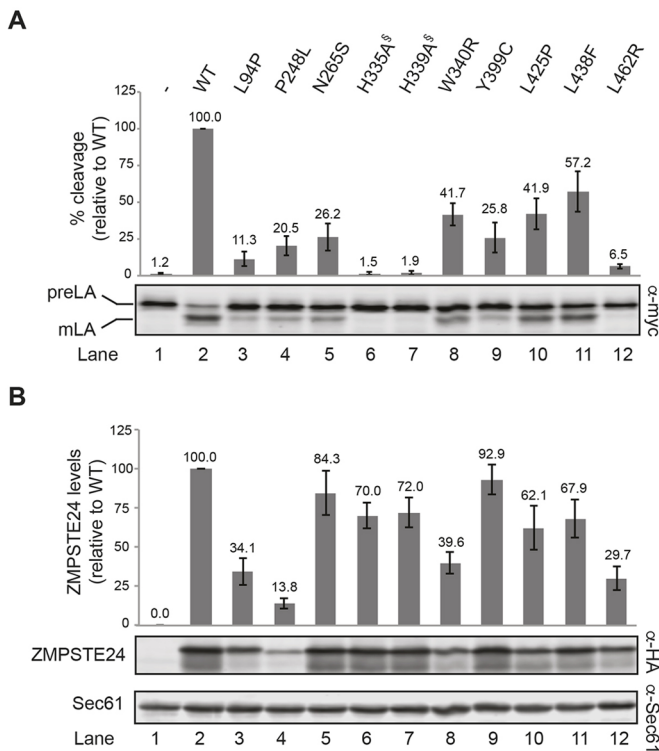 A
- WT L94P P248L N265S H335A§ H339A§ W340R Y399C L425P L438F L462R
% cleavage
(relative to WT)
125
100
75
50
25
0
1.2 100.0 11.3 20.5 26.2 1.5 1.9 41.7 25.8 41.9 57.2 6.5
preLA
mLA
α-myc
Lane 1 2 3 4 5 6 7 8 9 10 11 12
B
ZMPSTE24 levels
(relative to WT)
125
100
75
50
25
0
0.0 100.0 34.1 13.8 84.3 70.0 72.0 39.6 92.9 62.1 67.9 29.7
ZMPSTE24
α-HA
Sec61
α-Sec61
Lane 1 2 3 4 5 6 7 8 9 10 11 12